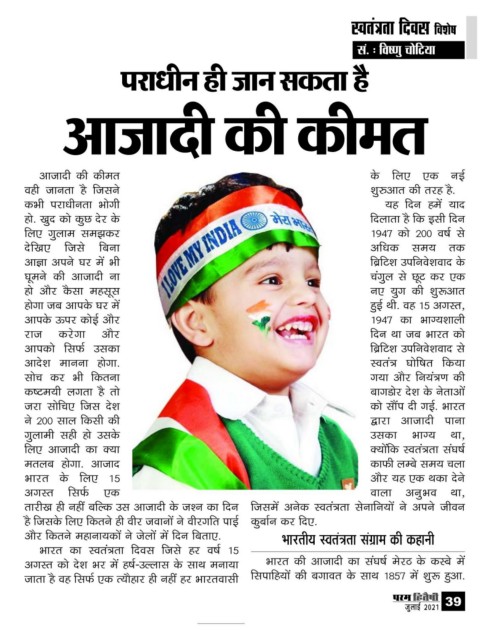 स्वतंत्रता दिवस विशेष
सं. : विष्णु चोटिया
पराधीन ही जान सकता है
आजादी की कीमत
आजादी की कीमत
वही जानता है जिसने
कभी पराधीनता भोगी
हो. खुद को कुछ देर के
लिए गुलाम समझकर
देखिए जिसे बिना
आज्ञा अपने घर में भी
घूमने की आजादी ना
हो और कैसा महसूस
होगा जब आपके घर में
आपके ऊपर कोई और
राज करेगा और
आपको सिर्फ उसका
आदेश मानना होगा.
सोच कर भी कितना
कष्टमयी लगता है तो
जरा सोचिए जिस देश
ने 200 साल किसी की
गुलामी सही हो उसके
लिए आजादी का क्या
मतलब होगा. आजाद
भारत के लिए 15
अगस्त सिर्फ एक
तारीख ही नहीं बल्कि उस आजादी के जश्न का दिन
है जिसके लिए कितने ही वीर जवानों ने वीरगति पाई
और कितने महानायकों ने जेलों में दिन बिताए.
भारत का स्वतंत्रता दिवस जिसे हर वर्ष 15
अगस्त को देश भर में हर्ष-उल्लास के साथ मनाया
जाता है वह सिर्फ एक त्यौहार ही नहीं हर भारतवासी
I LOVE MY INDIA मेरा भारत
के लिए एक नई
शुरुआत की तरह है.
यह दिन हमें याद
दिलाता है कि इसी दिन
1947 को 200 वर्ष से
अधिक समय तक
ब्रिटिश उपनिवेशवाद के
चंगुल से छूट कर एक
नए युग की शुरूआत
हुई थी. वह 15 अगस्त,
1947 का भाग्यशाली
दिन था जब भारत को
ब्रिटिश उपनिवेशवाद से
स्वतंत्र घोषित किया
गया और नियंत्रण की
बागडोर देश के नेताओं
को सौंप दी गई. भारत
द्वारा आजादी पाना
उसका भाग्य था,
क्योंकि स्वतंत्रता संघर्ष
काफी लम्बे समय चला
और यह एक थका देने
वाला अनुभव था,
जिसमें अनेक स्वतंत्रता सेनानियों ने अपने जीवन
कुर्बान कर दिए.
भारतीय स्वतंत्रता संग्राम की कहानी
भारत की आजादी का संघर्ष मेरठ के कस्बे में
सिपाहियों की बगावत के साथ 1857 में शुरू हुआ.
परम हितैषी
जुलाई 2021 39